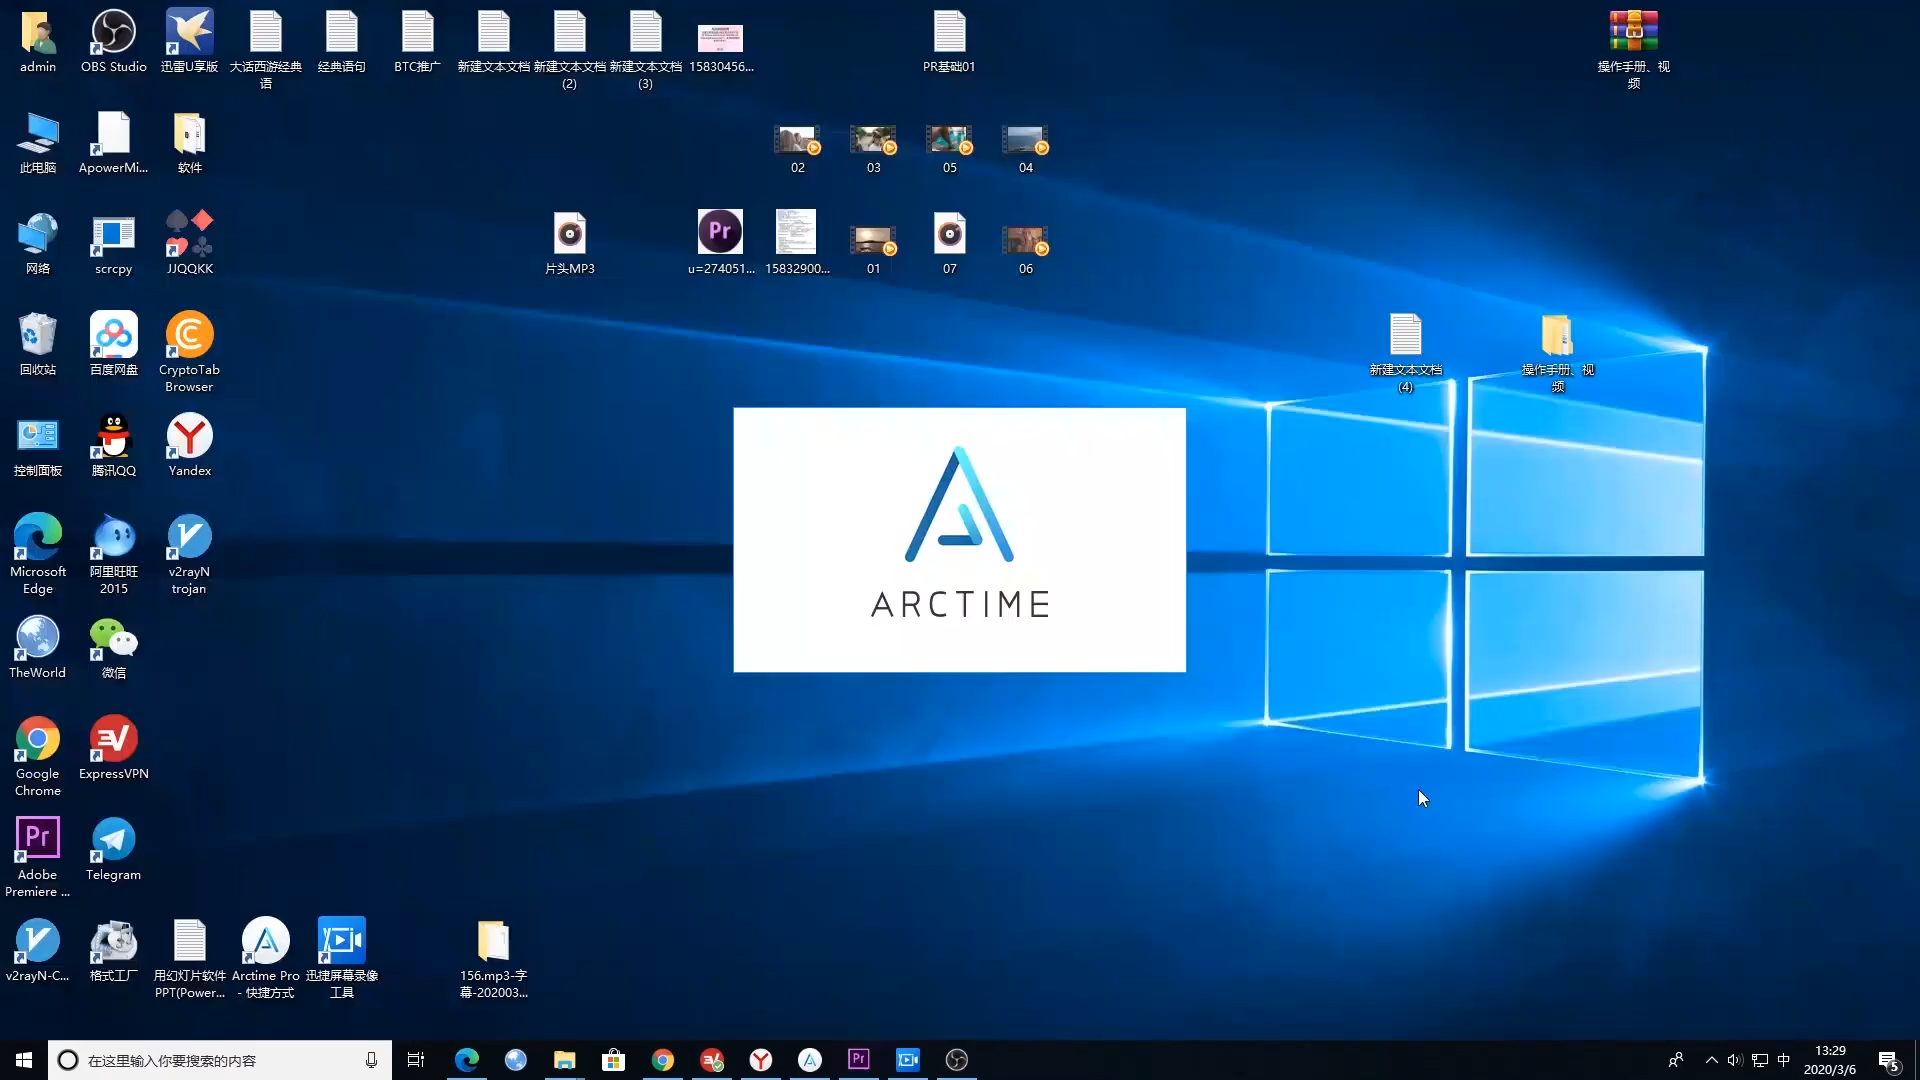 admin
OBS Studio
迅雷U享版
大话西游经典
语
经典语句
BTC推广
新建文本文档
新建文本文档
(2)
新建文本文档
(3)
15830456...
PR基础01
操作手册、视
频
此电脑
ApowerMi...
软件
02
03
05
04
网络
scrcpy
JJQQKK
片头MP3
Pr
u=274051...
15832900...
01
07
06
回收站
百度网盘
CryptoTab
Browser
新建文本文档
(4)
操作手册、视
频
控制面板
腾讯QQ
Yandex
ARCTIME
Microsoft
Edge
阿里旺旺
2015
v2rayN
trojan
TheWorld
微信
Google
Chrome
ExpressVPN
Pr
Adobe
Premiere ...
Telegram
v2rayN-C...
格式工厂
用幻灯片软件
PPT(Power...
Arctime Pro
- 快捷方式
迅捷屏幕录像
工具
156.mp3-字
幕-202003...
在这里输入你要搜索的内容
Pr
中
13:29
2020/3/6
5